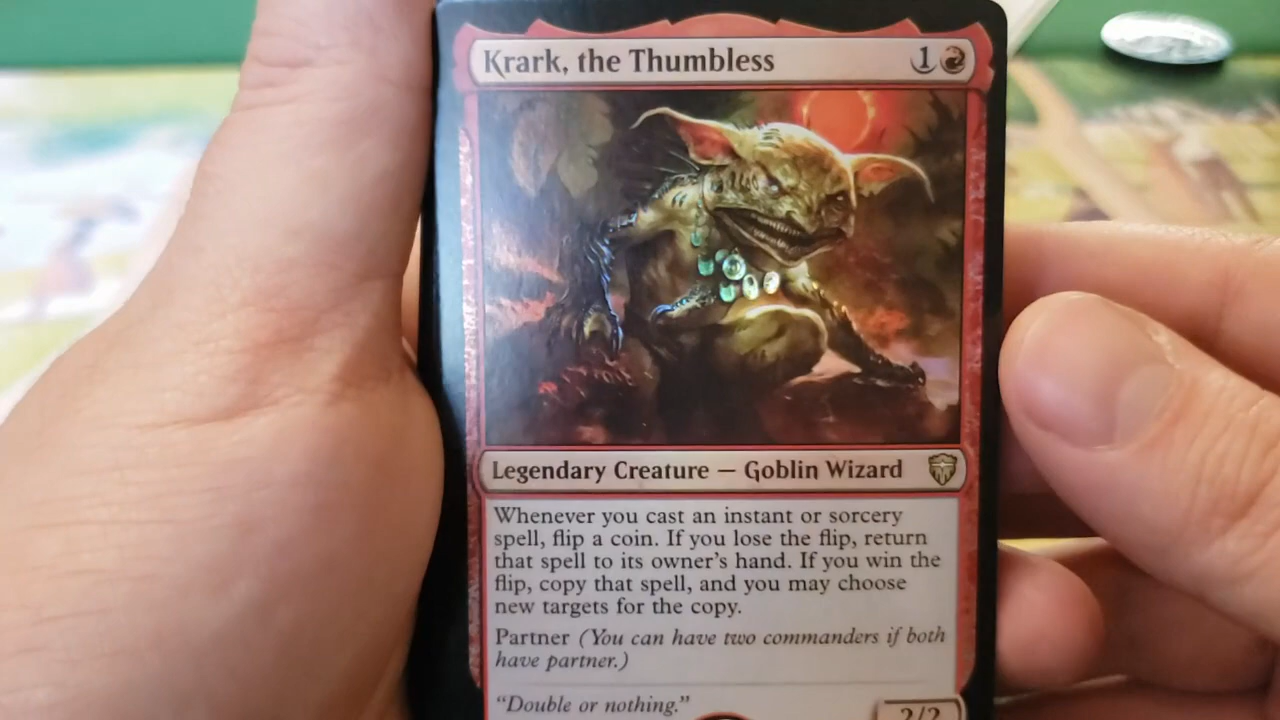 Krark, the Thumbless 1
Legendary Creature — Goblin Wizard
Whenever you cast an instant or sorcery
spell, flip a coin. If you lose the flip, return
that spell to its owner's hand. If you win the
flip, copy that spell, and you may choose
new targets for the copy.
Partner (You can have two commanders if both
have partner.)
"Double or nothing."
2/2